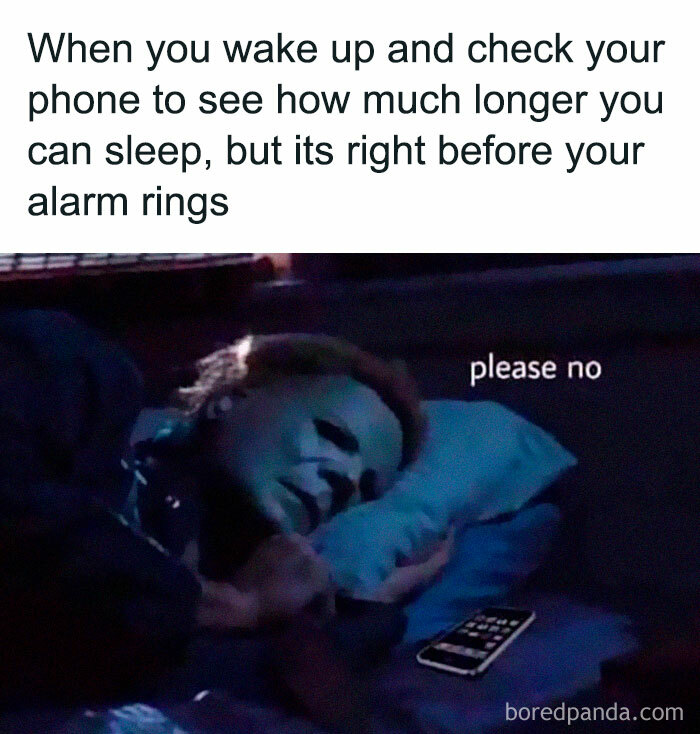 When you wake up and check your
phone to see how much longer you
can sleep, but its right before your
alarm rings
please no
boredpanda.com